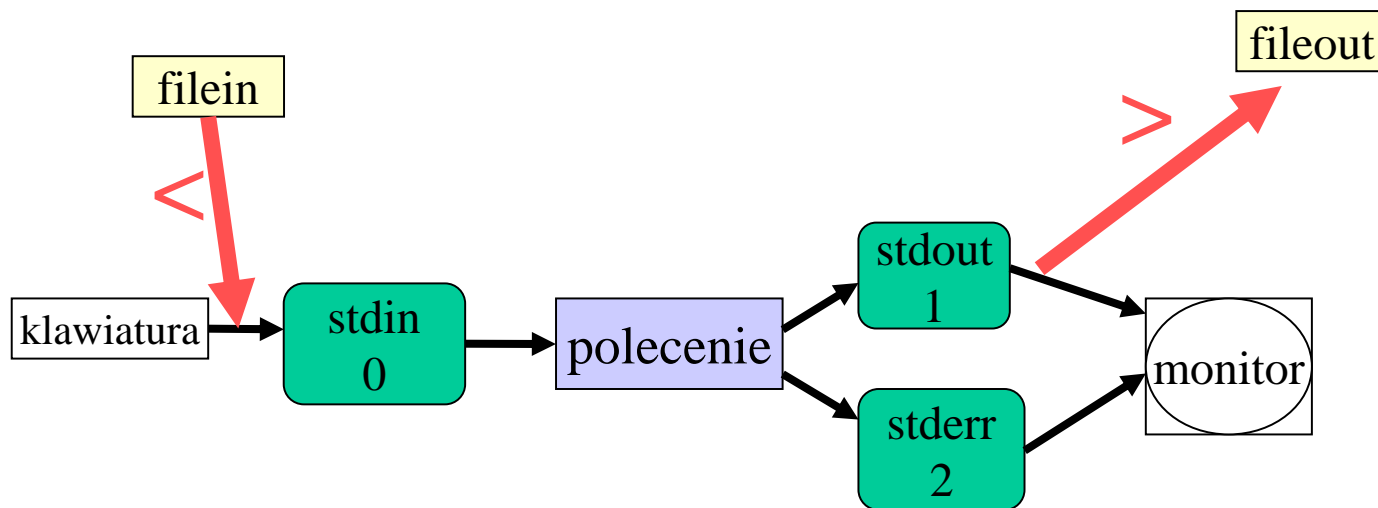 fileout
filein
>
<
stdout
1
stdin
0
klawiatura
polecenie
monitor
stderr
2